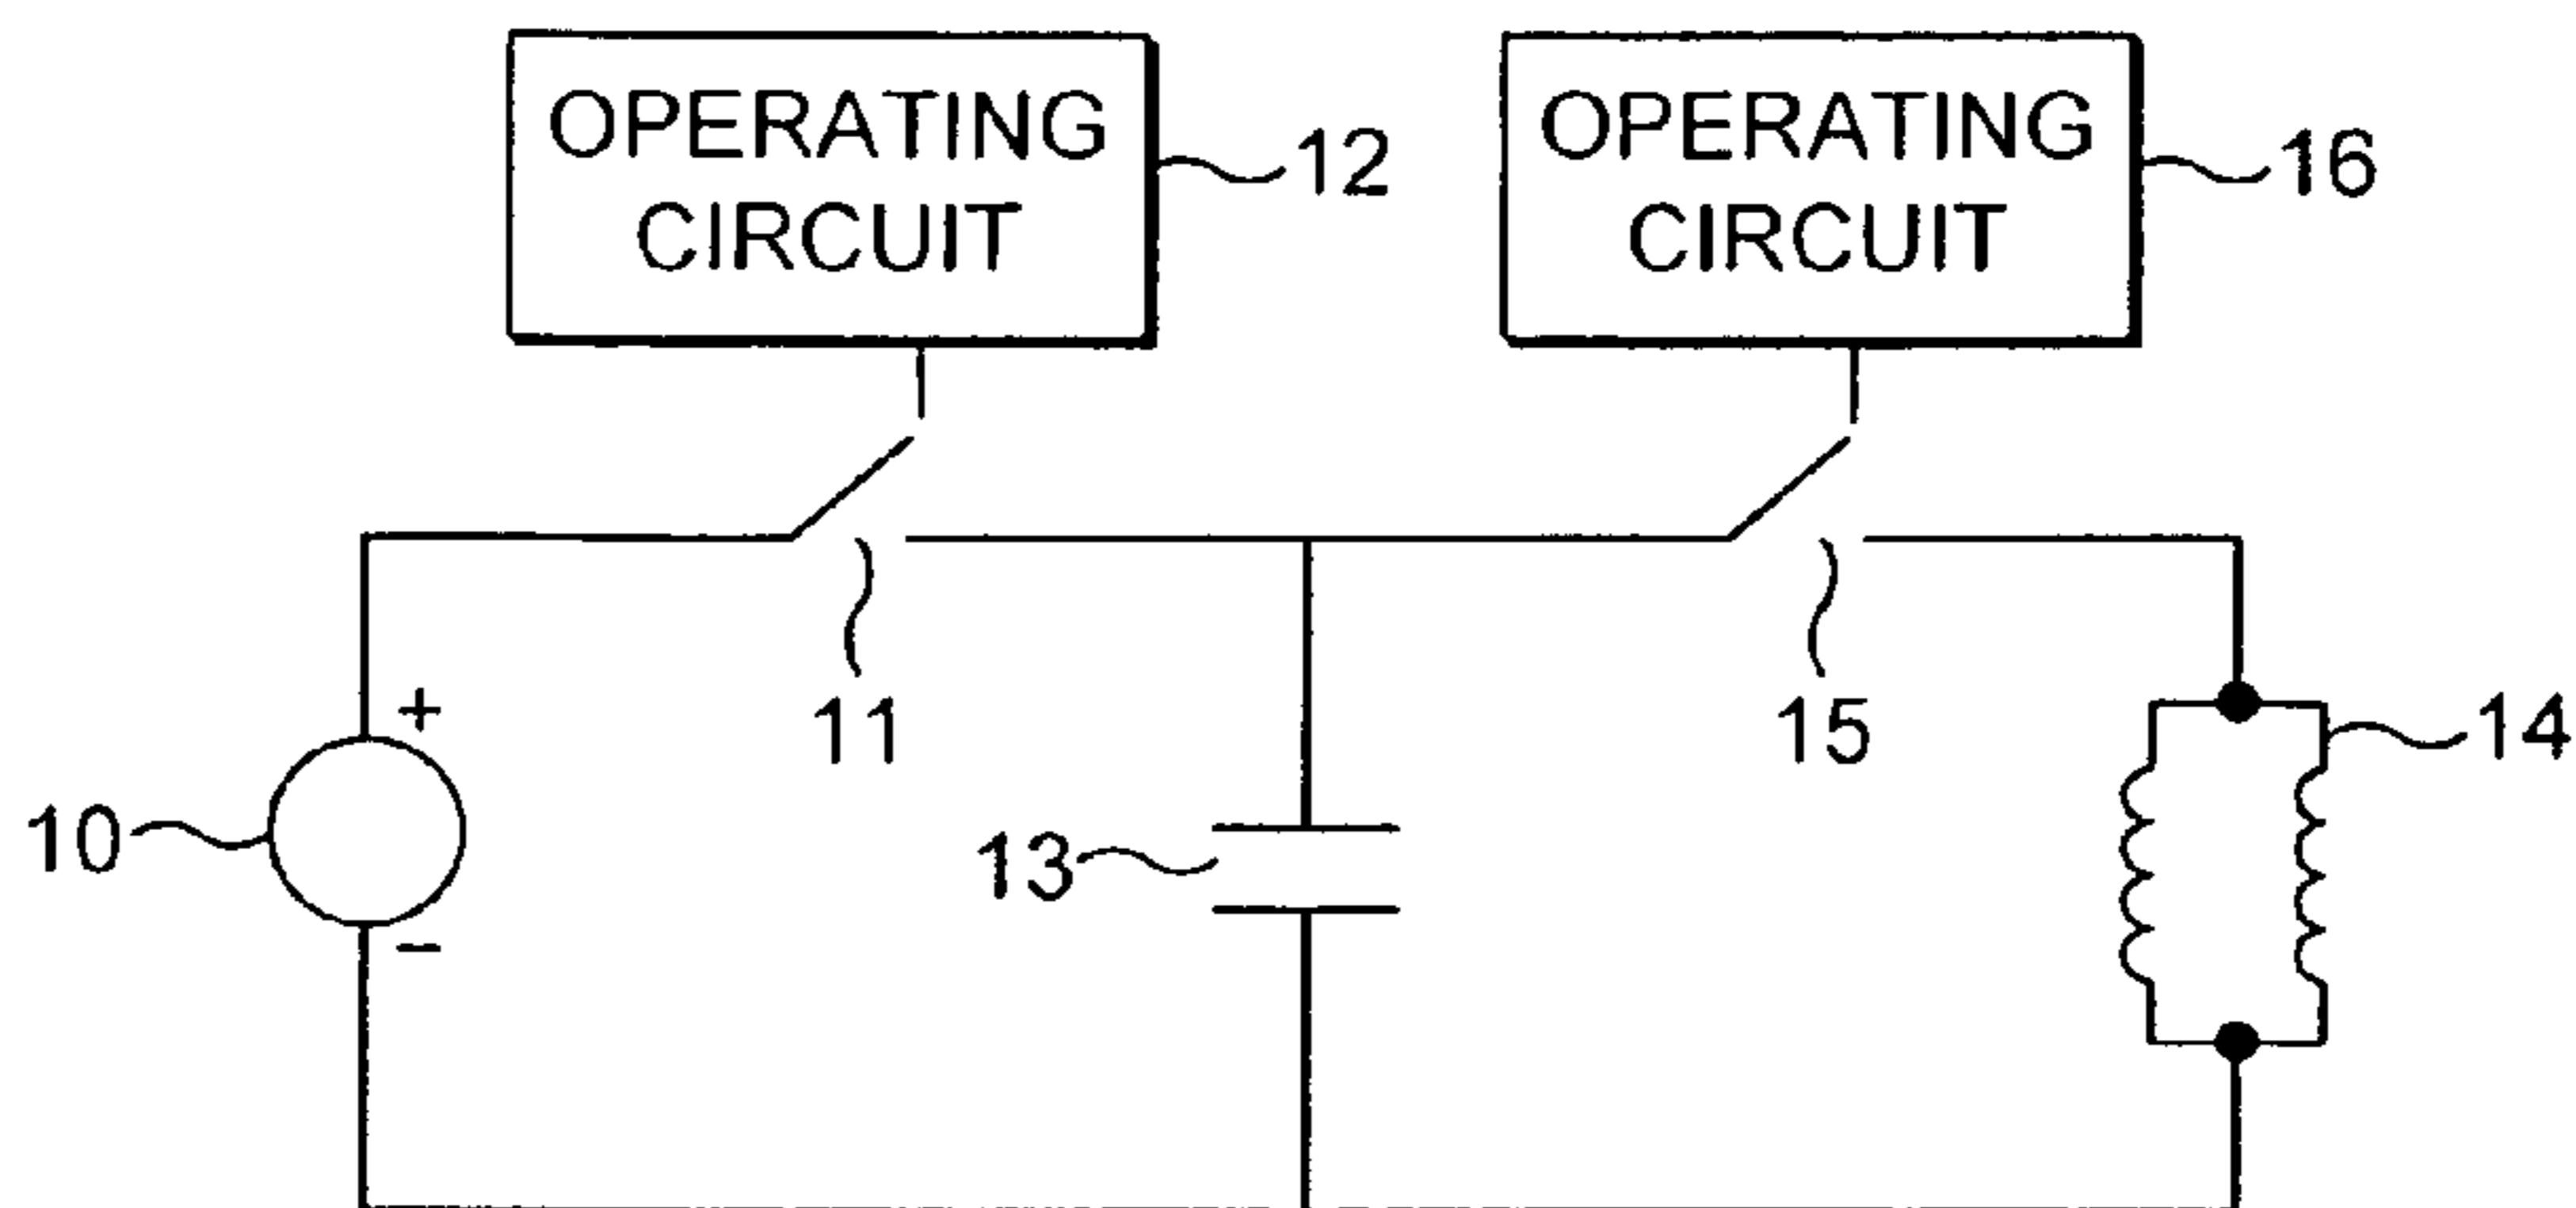 OPERATING
CIRCUIT
12
OPERATING
CIRCUIT
16
11
15
14
+
10
13
−